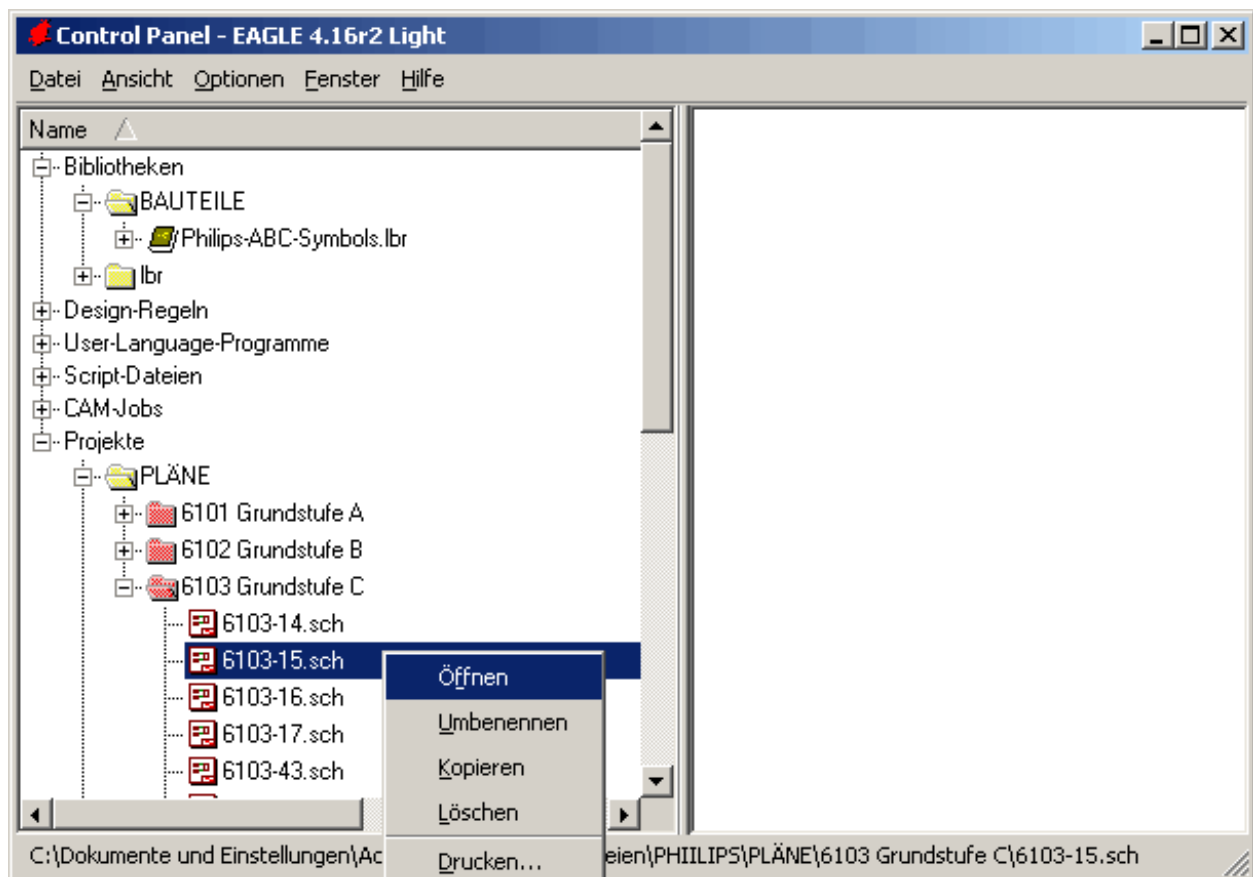 Control Panel - EAGLE 4.16r2 Light
Datei Ansicht Optionen Fenster Hilfe
Name
Bibliotheken
BAUTEILE
Philips-ABC-Symbols.lbr
lbr
Design-Regeln
User-Language-Programme
Script-Dateien
CAM-Jobs
Projekte
PLÄNE
6101 Grundstufe A
6102 Grundstufe B
6103 Grundstufe C
6103-14.sch
6103-15.sch
6103-16.sch
6103-17.sch
6103-43.sch
Öffnen
Umbenennen
Kopieren
Löschen
Drucken...
C:\Dokumente und Einstellungen\Ac eien\PHIILIPS\PLÄNE\6103 Grundstufe C\6103-15.sch